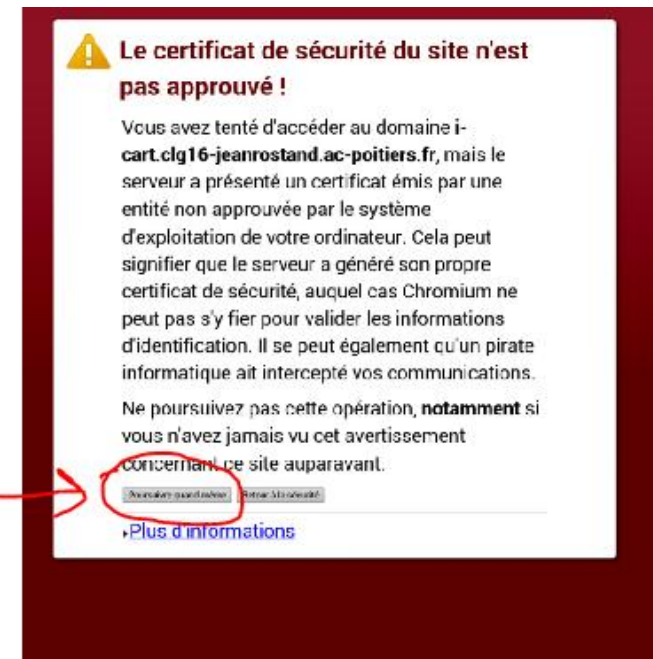 Le certificat de sécurité du site n'est
pas approuvé !
Vous avez tenté d'accéder au domaine i-
cart.clg16-jeanrostand.ac-poitiers.fr, mais le
serveur a présenté un certificat émis par une
entité non approuvée par le système
d'exploitation de votre ordinateur. Cela peut
signifier que le serveur a généré son propre
certificat de sécurité, auquel cas Chromium ne
peut pas s'y fier pour valider les informations
d'identification. Il se peut également qu'un pirate
informatique ait intercepté vos communications.
Ne poursuivez pas cette opération, notamment si
vous n'avez jamais vu cet avertissement
concernant ce site auparavant.
Poursuivre quand même Retour à la sécurité
Plus d'informations